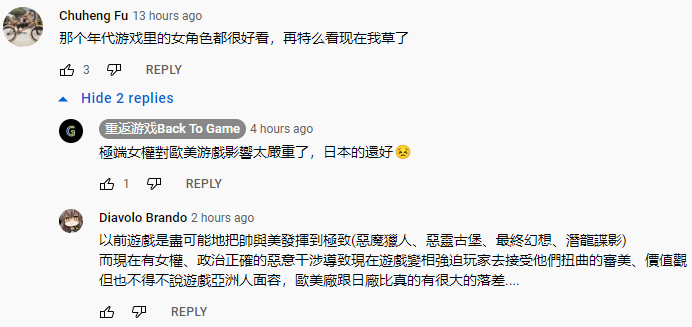 Chuheng Fu 13 hours ago
那个年代游戏里的女角色都很好看，再特么看现在我草了
3 REPLY
Hide 2 replies
重返游戏Back To Game 4 hours ago
極端女權對歐美游戲影響太嚴重了，日本的還好😣
1 REPLY
Diavolo Brando 2 hours ago
以前遊戲是盡可能地把帥與美發揮到極致(惡魔獵人、惡靈古堡、最終幻想、潛龍諜影)
而現在有女權、政治正確的惡意干涉導致現在遊戲變相強迫玩家去接受他們扭曲的審美、價值觀
但也不得不說遊戲亞洲人面容，歐美廠跟日廠比真的有很大的落差....
REPLY